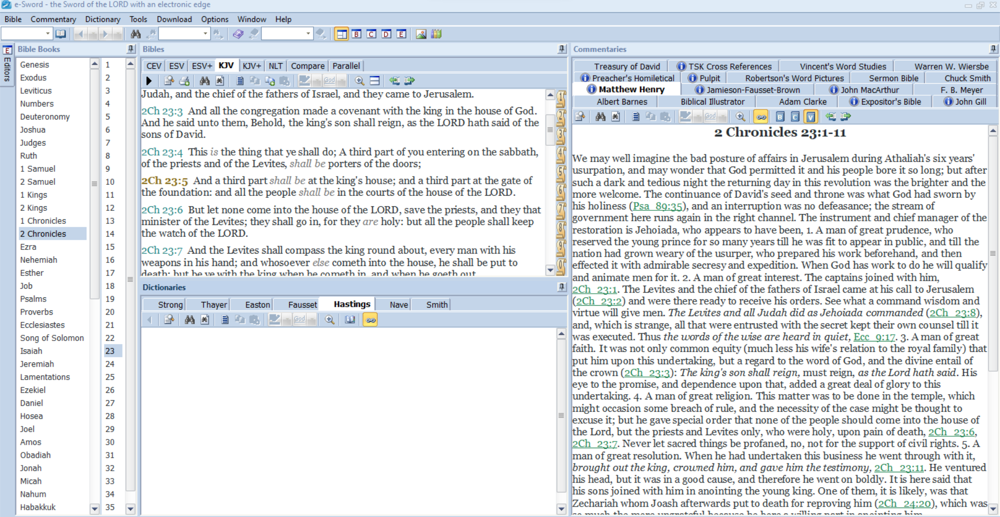 e-Sword - the Sword of the LORD with an electronic edge
Bible Commentary Dictionary Tools Download Options Window Help
B C D E
E Editors
Bible Books
Genesis
Exodus
Leviticus
Numbers
Deuteronomy
Joshua
Judges
Ruth
1 Samuel
2 Samuel
1 Kings
2 Kings
1 Chronicles
2 Chronicles
Ezra
Nehemiah
Esther
Job
Psalms
Proverbs
Ecclesiastes
Song of Solomon
Isaiah
Jeremiah
Lamentations
Ezekiel
Daniel
Hosea
Joel
Amos
Obadiah
Jonah
Micah
Nahum
Habakkuk
1
2
3
4
5
6
7
8
9
10
11
12
13
14
15
16
17
18
19
20
21
22
23
24
25
26
27
28
29
30
31
32
33
34
35
Bibles
CEV ESV ESV+ KJV KJV+ NLT Compare Parallel
God
Judah, and the chief of the fathers of Israel, and they came to Jerusalem.
2Ch 23:3 And all the congregation made a covenant with the king in the house of God.
And he said unto them, Behold, the king's son shall reign, as the LORD hath said of the
sons of David.
2Ch 23:4 This is the thing that ye shall do; A third part of you entering on the sabbath,
of the priests and of the Levites, shall be porters of the doors;
2Ch 23:5 And a third part shall be at the king's house; and a third part at the gate of
the foundation: and all the people shall be in the courts of the house of the LORD.
2Ch 23:6 But let none come into the house of the LORD, save the priests, and they that
minister of the Levites; they shall go in, for they are holy: but all the people shall keep
the watch of the LORD.
2Ch 23:7 And the Levites shall compass the king round about, every man with his
weapons in his hand; and whosoever else cometh into the house, he shall be put to
death: but be ye with the king when he cometh in, and when he goeth out.
1
2
3
4
5
6
7
8
9
0
Dictionaries
Strong Thayer Easton Fausset Hastings Nave Smith
God
Commentaries
Treasury of David TSK Cross References Vincent's Word Studies Warren W. Wiersbe
Preacher's Homiletical Pulpit Robertson's Word Pictures Sermon Bible Chuck Smith
Matthew Henry Jamieson-Fausset-Brown John MacArthur F. B. Meyer
Albert Barnes Biblical Illustrator Adam Clarke Expositor's Bible John Gill
God B C V
2 Chronicles 23:1-11
We may well imagine the bad posture of affairs in Jerusalem during Athaliah's six years'
usurpation, and may wonder that God permitted it and his people bore it so long; but after
such a dark and tedious night the returning day in this revolution was the brighter and the
more welcome. The continuance of David's seed and throne was what God had sworn by
his holiness (Psa_89:35), and an interruption was no defeasance; the stream of
government here runs again in the right channel. The instrument and chief manager of the
restoration is Jehoiada, who appears to have been, 1. A man of great prudence, who
reserved the young prince for so many years till he was fit to appear in public, and till the
nation had grown weary of the usurper, who prepared his work beforehand, and then
effected it with admirable secresy and expedition. When God has work to do he will qualify
and animate men for it. 2. A man of great interest. The captains joined with him,
2Ch_23:1. The Levites and the chief of the fathers of Israel came at his call to Jerusalem
(2Ch_23:2) and were there ready to receive his orders. See what a command wisdom and
virtue will give men. The Levites and all Judah did as Jehoiada commanded (2Ch_23:8),
and, which is strange, all that were entrusted with the secret kept their own counsel till it
was executed. Thus the words of the wise are heard in quiet, Ecc_9:17. 3. A man of great
faith. It was not only common equity (much less his wife's relation to the royal family) that
put him upon this undertaking, but a regard to the word of God, and the divine entail of
the crown (2Ch_23:3): The king's son shall reign, must reign, as the Lord hath said. His
eye to the promise, and dependence upon that, added a great deal of glory to this
undertaking. 4. A man of great religion. This matter was to be done in the temple, which
might occasion some breach of rule, and the necessity of the case might be thought to
excuse it; but he gave special order that none of the people should come into the house of
the Lord, but the priests and Levites only, who were holy, upon pain of death, 2Ch_23:6,
2Ch_23:7. Never let sacred things be profaned, no, not for the support of civil rights. 5. A
man of great resolution. When he had undertaken this business he went through with it,
brought out the king, crowned him, and gave him the testimony, 2Ch_23:11. He ventured
his head, but it was in a good cause, and therefore he went on boldly. It is here said that
his sons joined with him in anointing the young king. One of them, it is likely, was that
Zechariah whom Joash afterwards put to death for reproving him (2Ch_24:20), which was
so much the more ungrateful because he bore a willing part in anointing him.